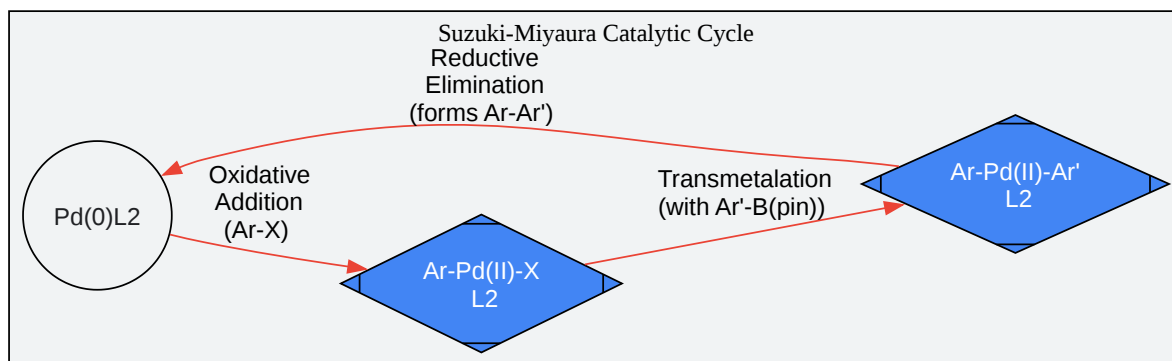 Suzuki-Miyaura Catalytic Cycle
Reductive
Elimination
(forms Ar-Ar')
Oxidative
Addition
(Ar-X)
Transmetalation
(with Ar'-B(pin))
Ar-Pd(II)-Ar'
L2
Pd(0)L2
Ar-Pd(II)-X
L2